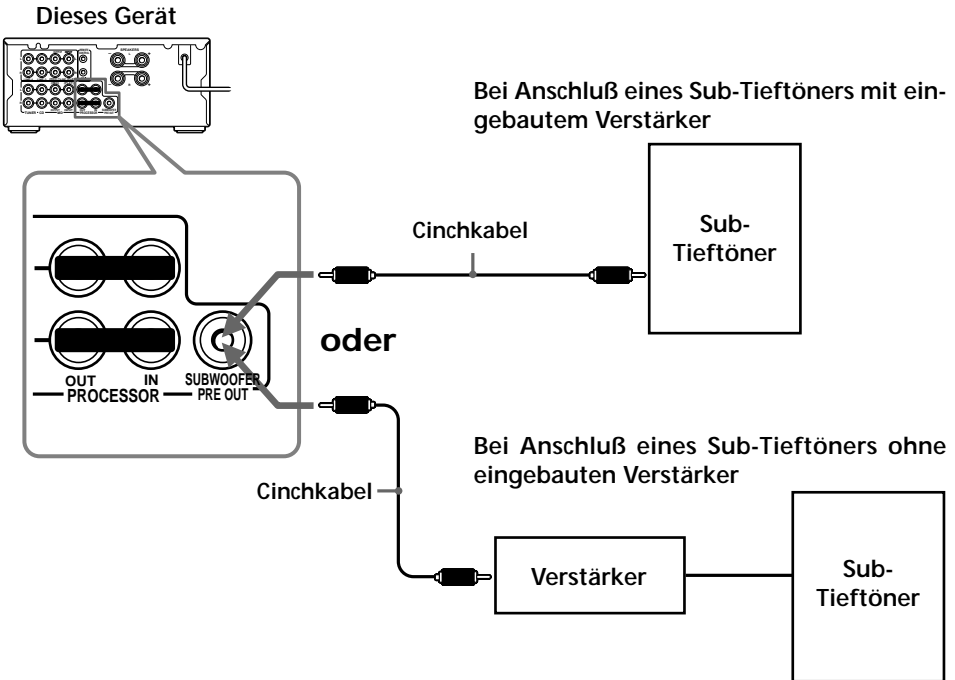 Dieses Gerät
SPEAKERS
Bei Anschluß eines Sub-Tieftöners mit ein-
gebautem Verstärker
Cinchkabel
Sub-
Tieftöner
oder
OUT IN SUBWOOFER
PROCESSOR PRE OUT
Bei Anschluß eines Sub-Tieftöners ohne
eingebauten Verstärker
Cinchkabel
Verstärker
Sub-
Tieftöner